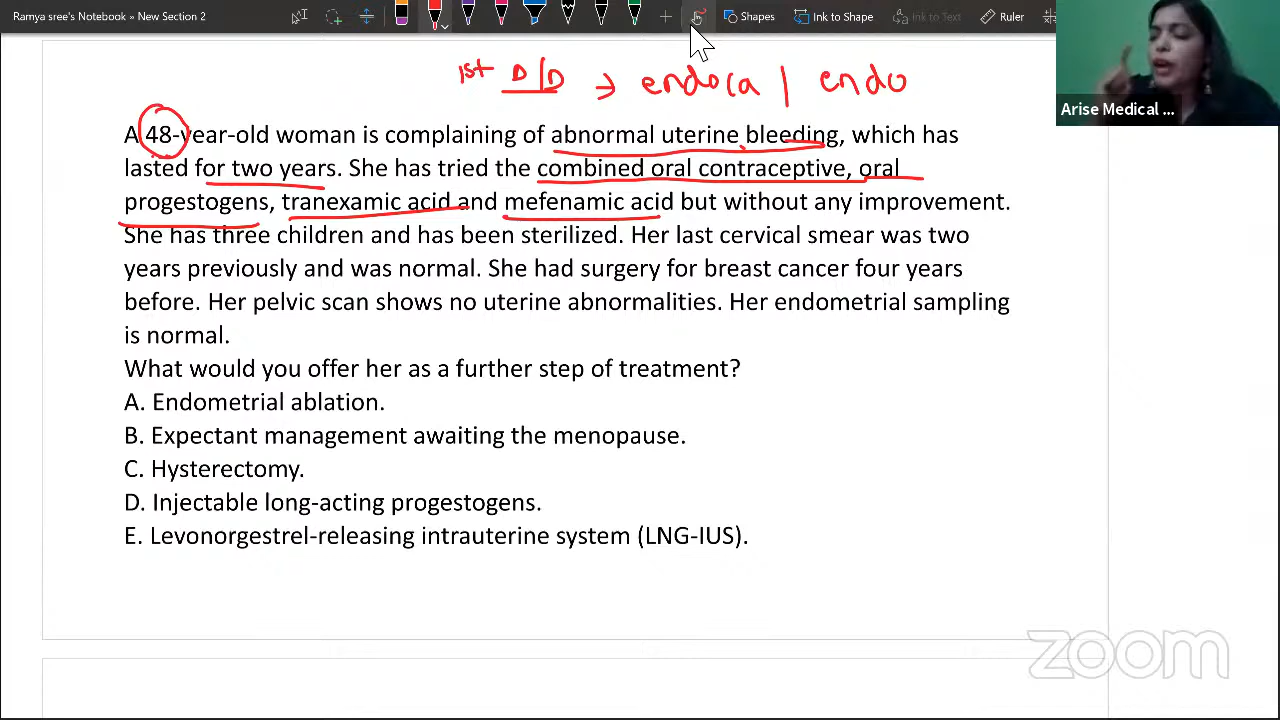 Ramya sree's Notebook » New Section 2
Shapes
Ink to Shape
Ink to Text
Ruler
Arise Medical ...
1st D/D → endoca | endo
A 48-year-old woman is complaining of abnormal uterine bleeding, which has
lasted for two years. She has tried the combined oral contraceptive, oral
progestogens, tranexamic acid and mefenamic acid but without any improvement.
She has three children and has been sterilized. Her last cervical smear was two
years previously and was normal. She had surgery for breast cancer four years
before. Her pelvic scan shows no uterine abnormalities. Her endometrial sampling
is normal.
What would you offer her as a further step of treatment?
A. Endometrial ablation.
B. Expectant management awaiting the menopause.
C. Hysterectomy.
D. Injectable long-acting progestogens.
E. Levonorgestrel-releasing intrauterine system (LNG-IUS).
zoom